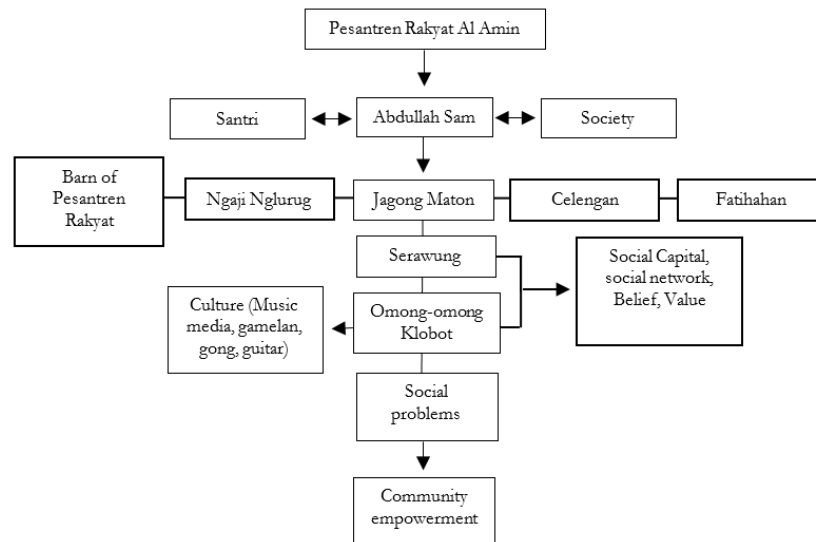 Pesantren Rakyat Al Amin
Santri
Abdullah Sam
Society
Barn of
Pesantren
Rakyat
Ngaji Nglurug
Jagong Maton
Celengan
Fatihahan
Serawung
Social Capital,
social network,
Belief, Value
Culture (Music
media, gamelan,
gong, guitar)
Omong-omong
Klobot
Social
problems
Community
empowerment